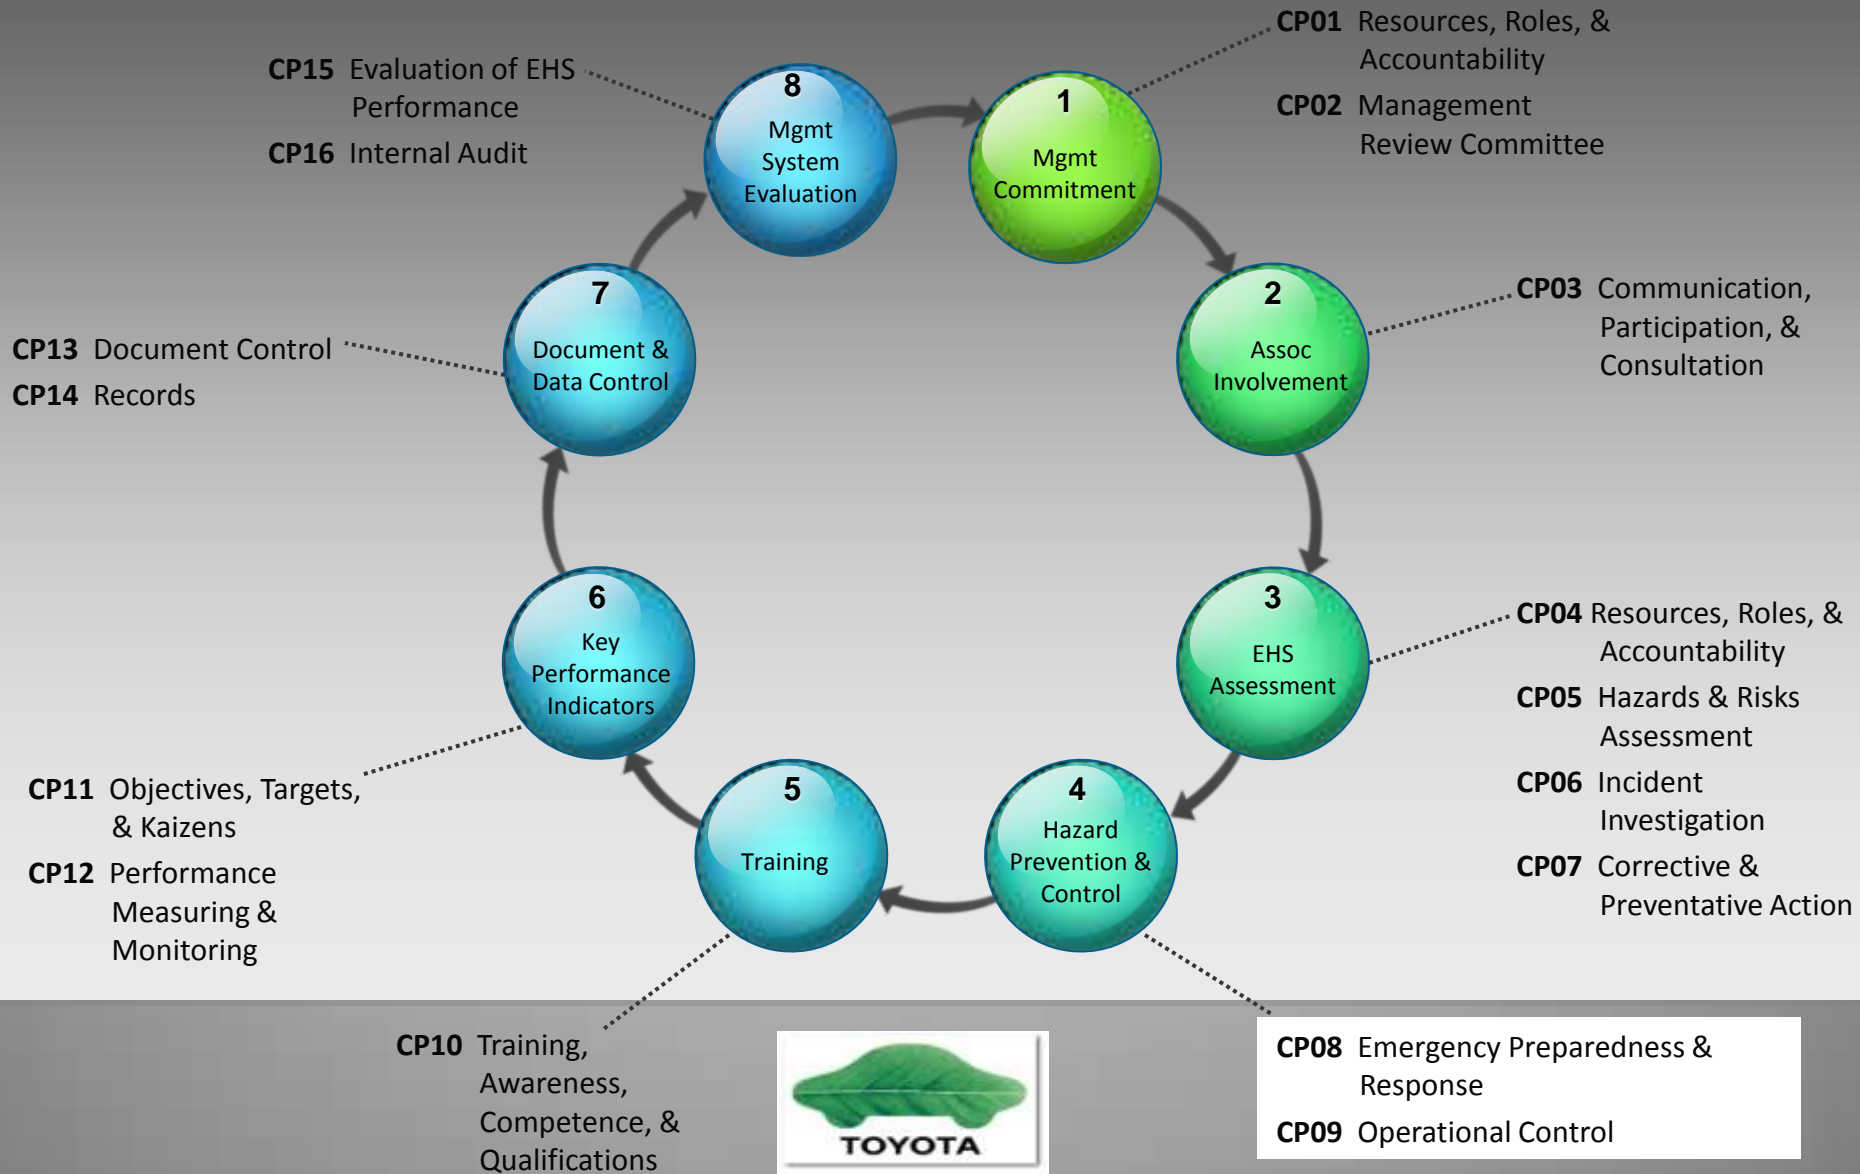 CP01 Resources, Roles, &
Accountability
CP02 Management
Review Committee
CP15 Evaluation of EHS
Performance
CP16 Internal Audit
8
Mgmt
System
Evaluation
1
Mgmt
Commitment
7
Document &
Data Control
2
Assoc
Involvement
CP03 Communication,
Participation, &
Consultation
CP13 Document Control
CP14 Records
6
Key
Performance
Indicators
3
EHS
Assessment
CP04 Resources, Roles, &
Accountability
CP05 Hazards & Risks
Assessment
CP06 Incident
Investigation
CP07 Corrective &
Preventative Action
CP11 Objectives, Targets,
& Kaizens
CP12 Performance
Measuring &
Monitoring
5
Training
4
Hazard
Prevention &
Control
CP10 Training,
Awareness,
Competence, &
Qualifications
TOYOTA
CP08 Emergency Preparedness &
Response
CP09 Operational Control